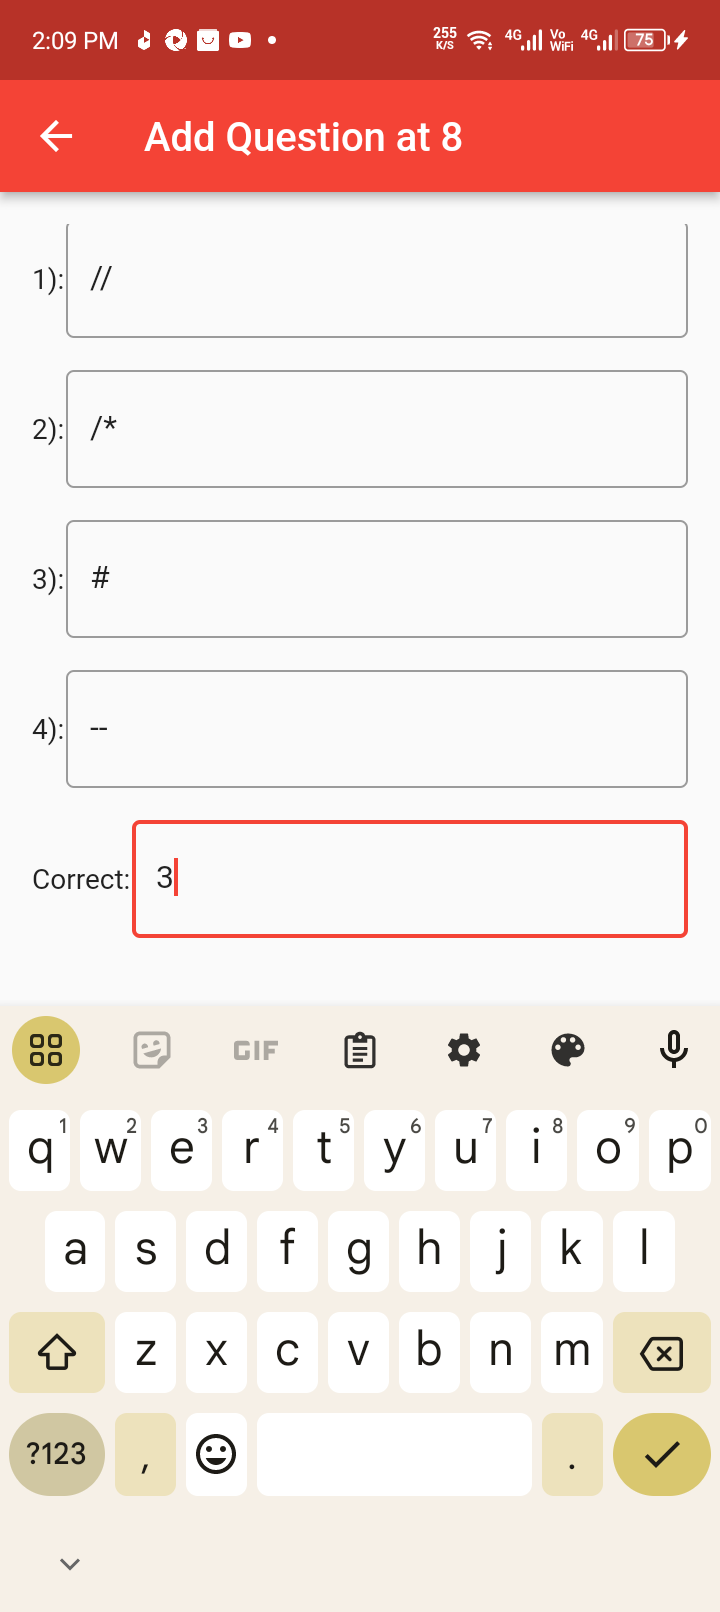 2:09 PM 255 K/S 4G Vo WiFi 4G 75
Add Question at 8
1): //
2): /*
3): #
4): --
Correct: 3
GIF
q1 w2 e3 r4 t5 y6 u7 i8 o9 p0
a s d f g h j k l
z x c v b n m
?123 , .